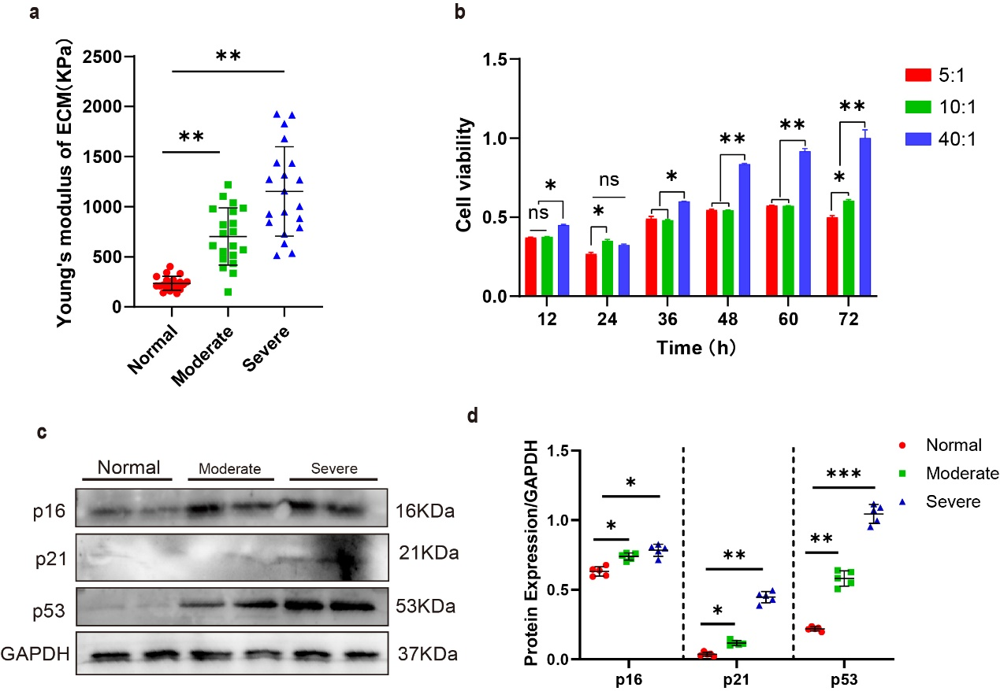 a
Young's modulus of ECM(KPa)
2500
2000
1500
1000
500
0
**
**
Normal
Moderate
Severe
b
Cell viability
1.5
1.0
0.5
0.0
ns
*
*
ns
*
**
**
*
**
12
24
36
48
60
72
Time (h)
5:1
10:1
40:1
c
Normal
Moderate
Severe
p16
16KDa
p21
21KDa
p53
53KDa
GAPDH
37KDa
d
Protein Expression/GAPDH
1.5
1.0
0.5
0.0
*
*
*
**
**
***
p16
p21
p53
Normal
Moderate
Severe